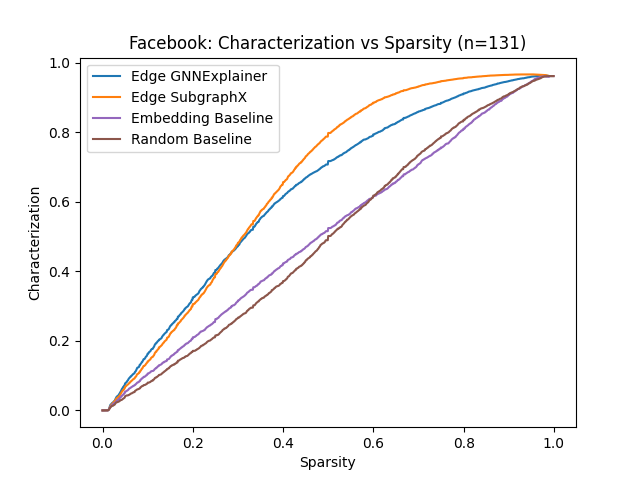 Facebook: Characterization vs Sparsity (n=131)
Edge GNNExplainer
Edge SubgraphX
Embedding Baseline
Random Baseline
Characterization
1.0
0.8
0.6
0.4
0.2
0.0
0.0 0.2 0.4 0.6 0.8 1.0
Sparsity